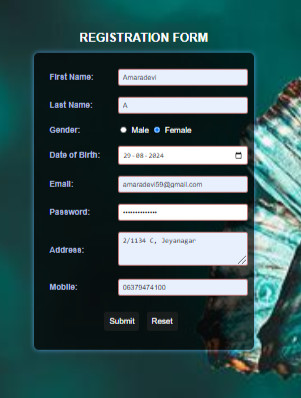 REGISTRATION FORM
First Name: Amaradevi
Last Name: A
Gender: Male Female
Date of Birth: 29-08-2024
Email: amaradevi59@gmail.com
Password: ••••••••••••••
Address: 2/1134 C, Jeyanagar
Mobile: 06379474100
Submit Reset